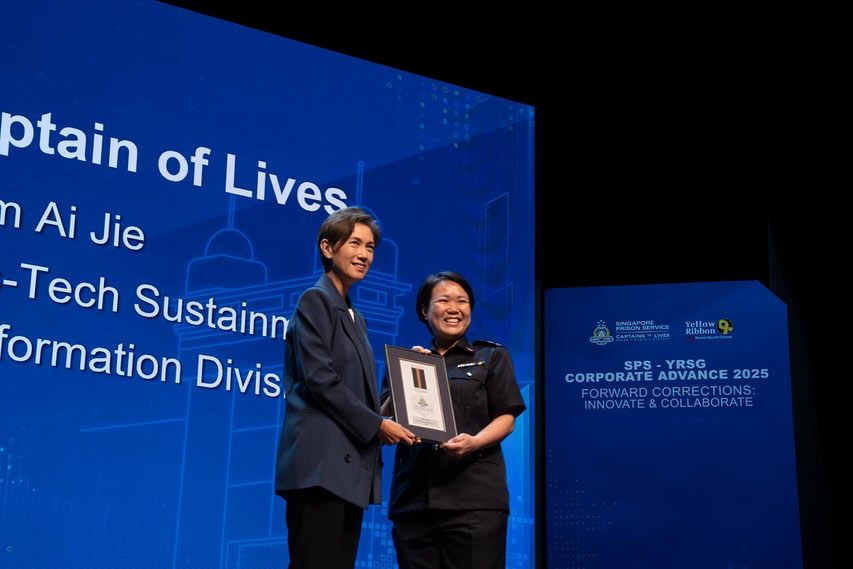 ptain of Lives
m Ai Jie
-Tech Sustainm
formation Divis
SINGAPORE
PRISON SERVICE
CAPTAINS OF LIVES
Yellow
Ribbon
SPS - YRSG
CORPORATE ADVANCE 2025
FORWARD CORRECTIONS:
INNOVATE & COLLABORATE